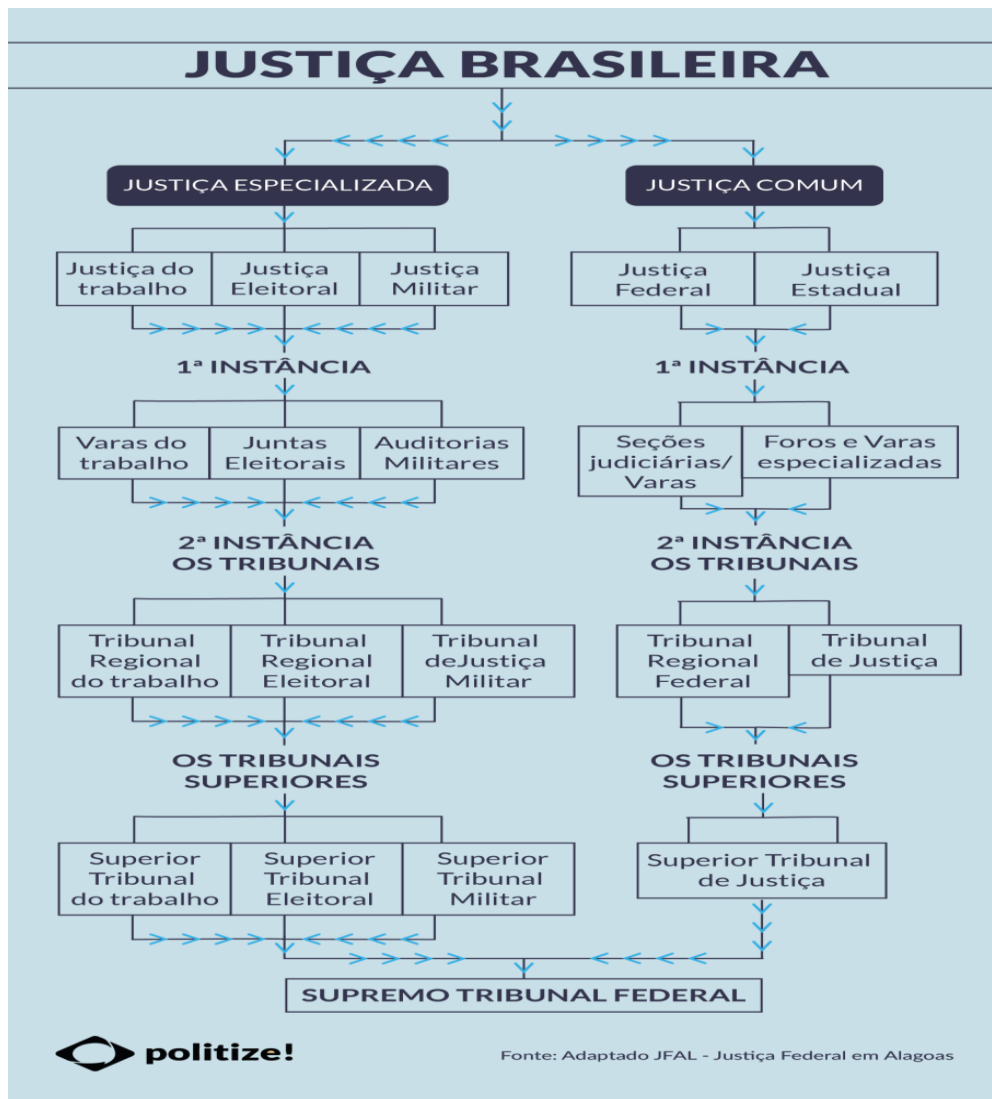 JUSTIÇA BRASILEIRA
JUSTIÇA ESPECIALIZADA
JUSTIÇA COMUM
Justiça do
trabalho
Justiça
Eleitoral
Justiça
Militar
Justiça
Federal
Justiça
Estadual
1ª INSTÂNCIA
1ª INSTÂNCIA
Varas do
trabalho
Juntas
Eleitorais
Auditorias
Militares
Seções
judiciárias/
Varas
Foros e Varas
especializadas
2ª INSTÂNCIA
OS TRIBUNAIS
2ª INSTÂNCIA
OS TRIBUNAIS
Tribunal
Regional
do trabalho
Tribunal
Regional
Eleitoral
Tribunal
deJustiça
Militar
Tribunal
Regional
Federal
Tribunal
de Justiça
OS TRIBUNAIS
SUPERIORES
OS TRIBUNAIS
SUPERIORES
Superior
Tribunal
do trabalho
Superior
Tribunal
Eleitoral
Superior
Tribunal
Militar
Superior Tribunal
de Justiça
SUPREMO TRIBUNAL FEDERAL
politize!
Fonte: Adaptado JFAL - Justiça Federal em Alagoas